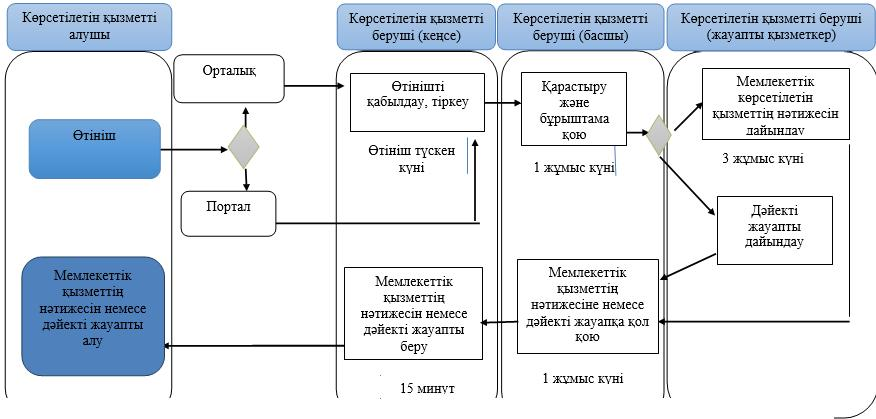 Көрсетілетін қызметті
алушы
Көрсетілетін қызметті
беруші (кеңсе)
Көрсетілетін қызметті
беруші (басшы)
Көрсетілетін қызметті беруші
(жауапты қызметкер)
Орталық
Өтініш
Портал
Өтінішті
қабылдау, тіркеу
Өтініш түскен
күні
Қарастыру
және
бұрыштама
қою
1 жұмыс күні
Мемлекеттік
көрсетілетін
қызметтің нәтижесін
дайындау
3 жұмыс күні
Дәйекті
жауапты
дайындау
Мемлекеттік
қызметтің
нәтижесін немесе
дәйекті жауапты
алу
Мемлекеттік
қызметтің
нәтижесін немесе
дәйекті жауапты
беру
15 минут
Мемлекеттік
қызметтің
нәтижесіне немесе
дәйекті жауапқа қол
қою
1 жұмыс күні